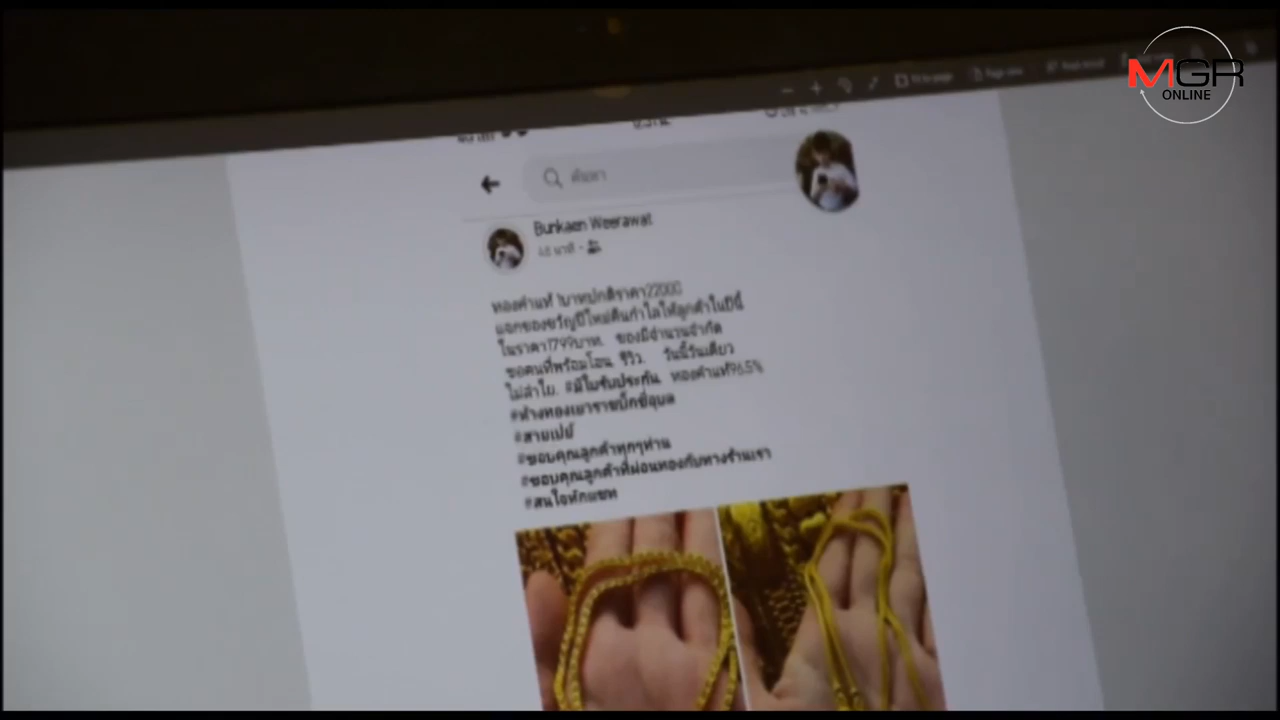 MGR
ONLINE
ค้นหา
Bunkaen Weerawat
48 นาที ·
ทองคำแท้ 1บาทปกติราคา22000
แจกของขวัญปีใหม่คืนกำไลให้ลูกค้าในปีนี้
ในราคา1799บาท. ของมีจำนวนจำกัด
ขอคนที่พร้อมโอน รีวิว. วันนี้วันเดียว
ไม่ลำไย. #มีใบรับประกัน ทองคำแท้96.5%
#ห้างทองเยาราชบิ๊กซีอุบล
#สายเปย์
#ขอบคุณลูกค้าทุกๆท่าน
#ขอบคุณลูกค้าที่ผ่อนทองกับทางร้านเรา
#สนใจทักแชท